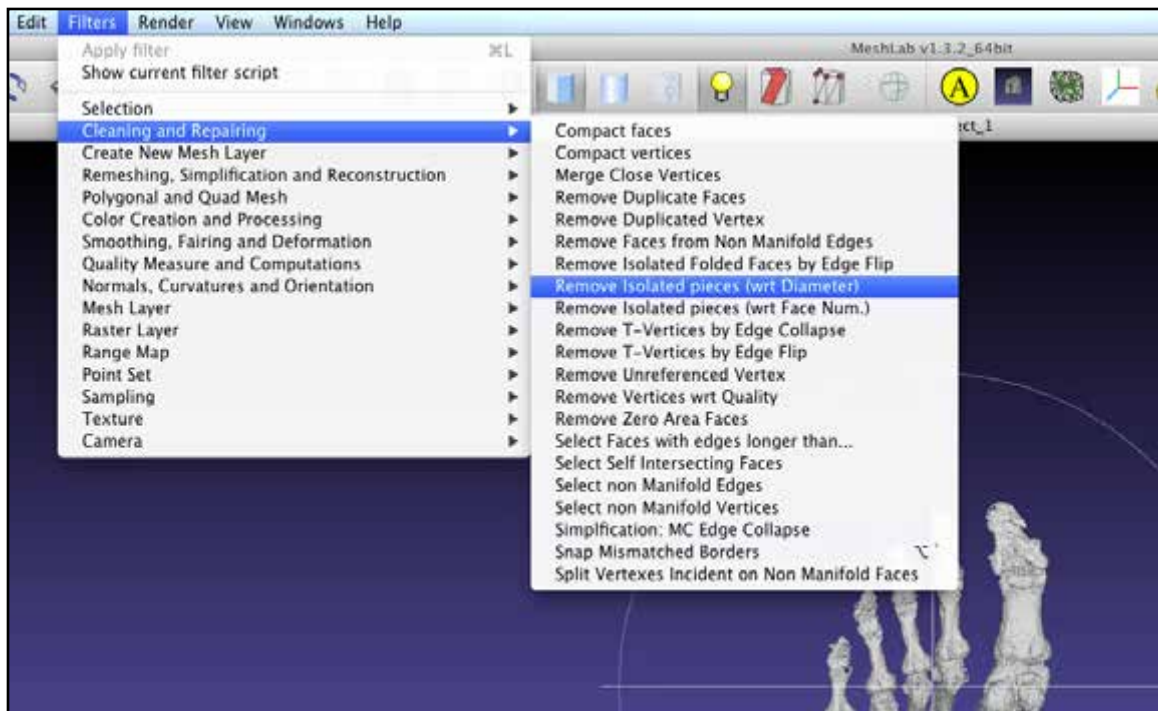 Edit Filters Render View Windows Help
MeshLab v1.3.2_64bit
Apply filter ⌘L
Show current filter script
A
ect_1
Selection
Cleaning and Repairing
Create New Mesh Layer
Remeshing, Simplification and Reconstruction
Polygonal and Quad Mesh
Color Creation and Processing
Smoothing, Fairing and Deformation
Quality Measure and Computations
Normals, Curvatures and Orientation
Mesh Layer
Raster Layer
Range Map
Point Set
Sampling
Texture
Camera
Compact faces
Compact vertices
Merge Close Vertices
Remove Duplicate Faces
Remove Duplicated Vertex
Remove Faces from Non Manifold Edges
Remove Isolated Folded Faces by Edge Flip
Remove Isolated pieces (wrt Diameter)
Remove Isolated pieces (wrt Face Num.)
Remove T-Vertices by Edge Collapse
Remove T-Vertices by Edge Flip
Remove Unreferenced Vertex
Remove Vertices wrt Quality
Remove Zero Area Faces
Select Faces with edges longer than...
Select Self Intersecting Faces
Select non Manifold Edges
Select non Manifold Vertices
Simplfication: MC Edge Collapse
Snap Mismatched Borders ⌥`
Split Vertexes Incident on Non Manifold Faces